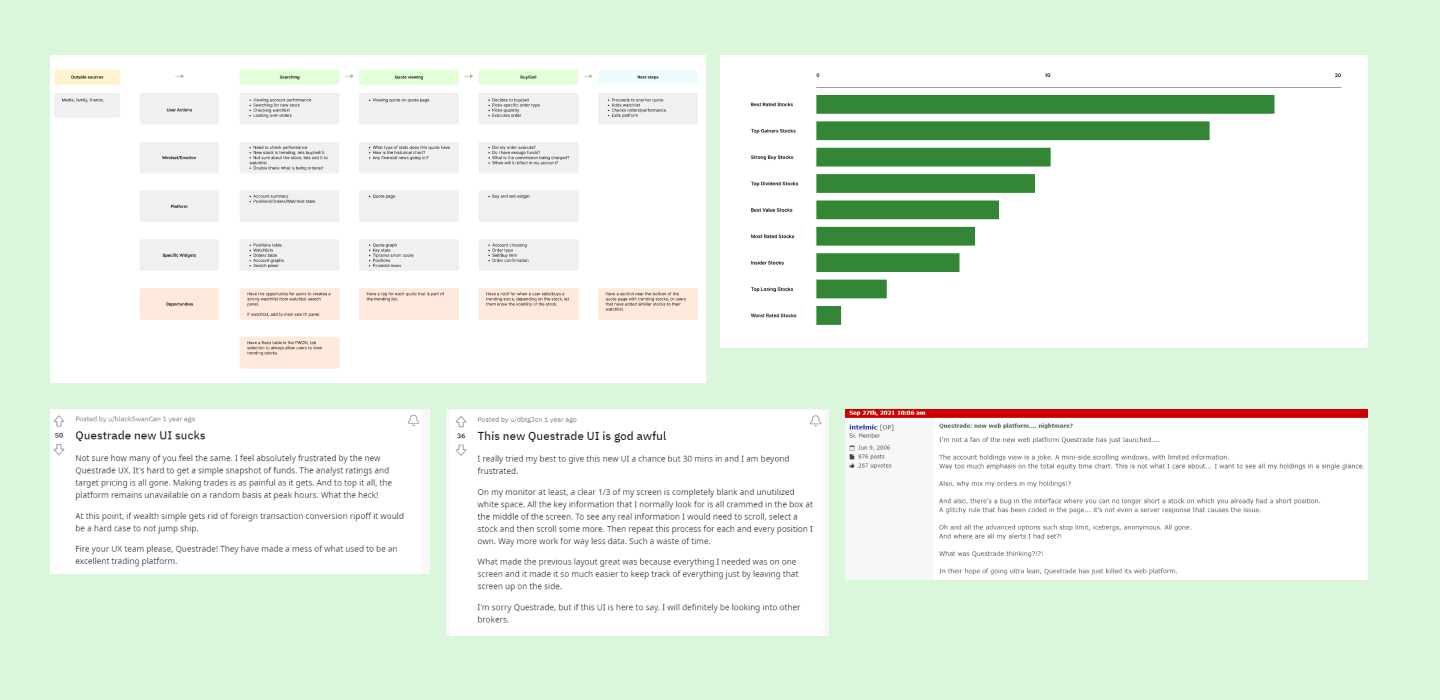 Outside sources
Searching
Quote viewing
Buy/Sell
Next steps
Media, family, friends.
User Actions
• Viewing account performance
• Searching for new stock
• Checking watchlist
• Looking over orders
• Viewing quote on quote page
• Decides to buy/sell
• Picks specific order type
• Picks quantity
• Executes order
• Proceeds to another quote
• Adds watchlist
• Checks orders/performance.
• Exits platform
Mindset/Emotion
• Need to check performance
• New stock is trending, lets buy/sell it.
• Not sure about the stock, lets add it to
watchlist
• Double check what is being ordered
• What type of stats does this quote have
• How is the historical chart?
• Any financial news going on?
• Did my order execute?
• Do I have enough funds?
• What is the commission being charged?
• When will it reflect in my account?
Platform
• Account summary
• Positions/Orders/Watchlist table
• Quote page
• Buy and sell widget
Specific Widgets
• Positions table
• Watchlists
• Orders table
• Account graphs
• Search panel
• Quote graph
• Key stats
• Tipranks smart score
• Positions
• Financial news
• Account choosing
• Order type
• Sell/Buy limit
• Order confirmation
Opportunities
Have the opportunity for users to create a
strong watchlist from watchlist search
panel.
If watchlist, add to main search panel.
Have a tag for each quote that is part of
the trending list.
Have a notif for when a user sells/buys a
trending stock, depending on the stock, let
them know the volatility of the stock.
Have a section near the bottom of the
quote page with trending stocks, or users
that have added similar stocks to their
watchlist.
Have a fixed table in the PWON, tab
selection to always allow users to view
trending stocks.
0
10
20
Best Rated Stocks
Top Gainers Stocks
Strong Buy Stocks
Top Dividend Stocks
Best Value Stocks
Most Rated Stocks
Insider Stocks
Top Losing Stocks
Worst Rated Stocks
Posted by u/blackSwanCan 1 year ago
50
Questrade new UI sucks
Not sure how many of you feel the same. I feel absolutely frustrated by the new
Questrade UX. It's hard to get a simple snapshot of funds. The analyst ratings and
target pricing is all gone. Making trades is as painful as it gets. And to top it all, the
platform remains unavailable on a random basis at peak hours. What the heck!
At this point, if wealth simple gets rid of foreign transaction conversion ripoff it would
be a hard case to not jump ship.
Fire your UX team please, Questrade! They have made a mess of what used to be an
excellent trading platform.
Posted by u/dbtgJon 1 year ago
36
This new Questrade UI is god awful
I really tried my best to give this new UI a chance but 30 mins in and I am beyond
frustrated.
On my monitor at least, a clear 1/3 of my screen is completely blank and unutilized
white space. All the key information that I normally look for is all crammed in the box at
the middle of the screen. To see any real information I would need to scroll, select a
stock and then scroll some more. Then repeat this process for each and every position I
own. Way more work for way less data. Such a waste of time.
What made the previous layout great was because everything I needed was on one
screen and it made it so much easier to keep track of everything just by leaving that
screen up on the side.
I'm sorry Questrade, but if this UI is here to say. I will definitely be looking into other
brokers.
Sep 27th, 2021 10:06 am
intelmic [OP]
Sr. Member
Jun 9, 2006
876 posts
267 upvotes
Questrade: new web platform.... nightmare?
I'm not a fan of the new web platform Questrade has just launched....
The account holdings view is a joke. A mini-side scrolling windows, with limited information.
Way too much emphasis on the total equity time chart. This is not what I care about... I want to see all my holdings in a single glance.
Also, why mix my orders in my holdings!?
And also, there's a bug in the interface where you can no longer short a stock on which you already had a short position.
A glitchy rule that has been coded in the page... it's not even a server response that causes the issue.
Oh and all the advanced options such stop limit, icebergs, anonymous. All gone.
And where are all my alerts I had set?!
What was Questrade thinking?!?!
In their hope of going ultra lean, Questrade has just killed its web platform.